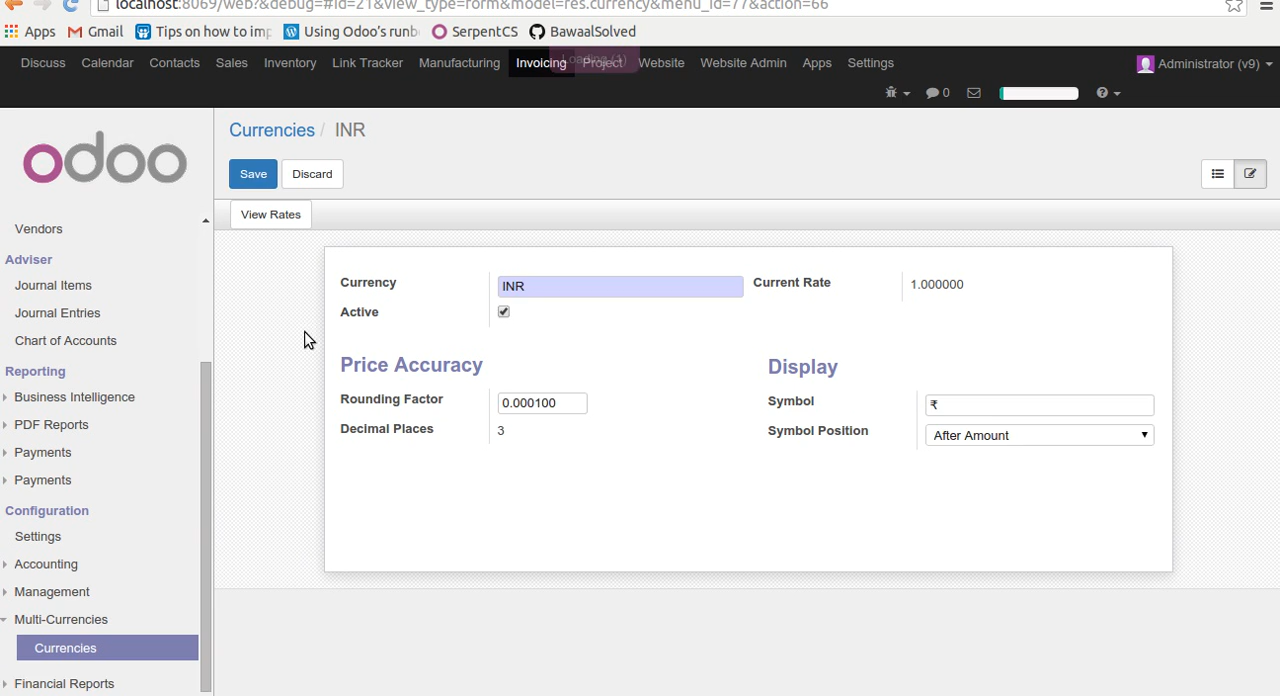 localhost:8069/web?&debug=#id=21&view_type=form&model=res.currency&menu_id=77&action=66
Apps Gmail Tips on how to imp Using Odoo's runb SerpentCS BawaalSolved
Discuss Calendar Contacts Sales Inventory Link Tracker Manufacturing Invoicing Project Website Website Admin Apps Settings Administrator (v9)
Loading (1)
0
odoo
Currencies / INR
Save Discard
View Rates
Vendors
Adviser
Journal Items
Journal Entries
Chart of Accounts
Reporting
Business Intelligence
PDF Reports
Payments
Payments
Configuration
Settings
Accounting
Management
Multi-Currencies
Currencies
Financial Reports
Currency INR Current Rate 1.000000
Active
Price Accuracy Display
Rounding Factor 0.000100 Symbol ₹
Decimal Places 3 Symbol Position After Amount